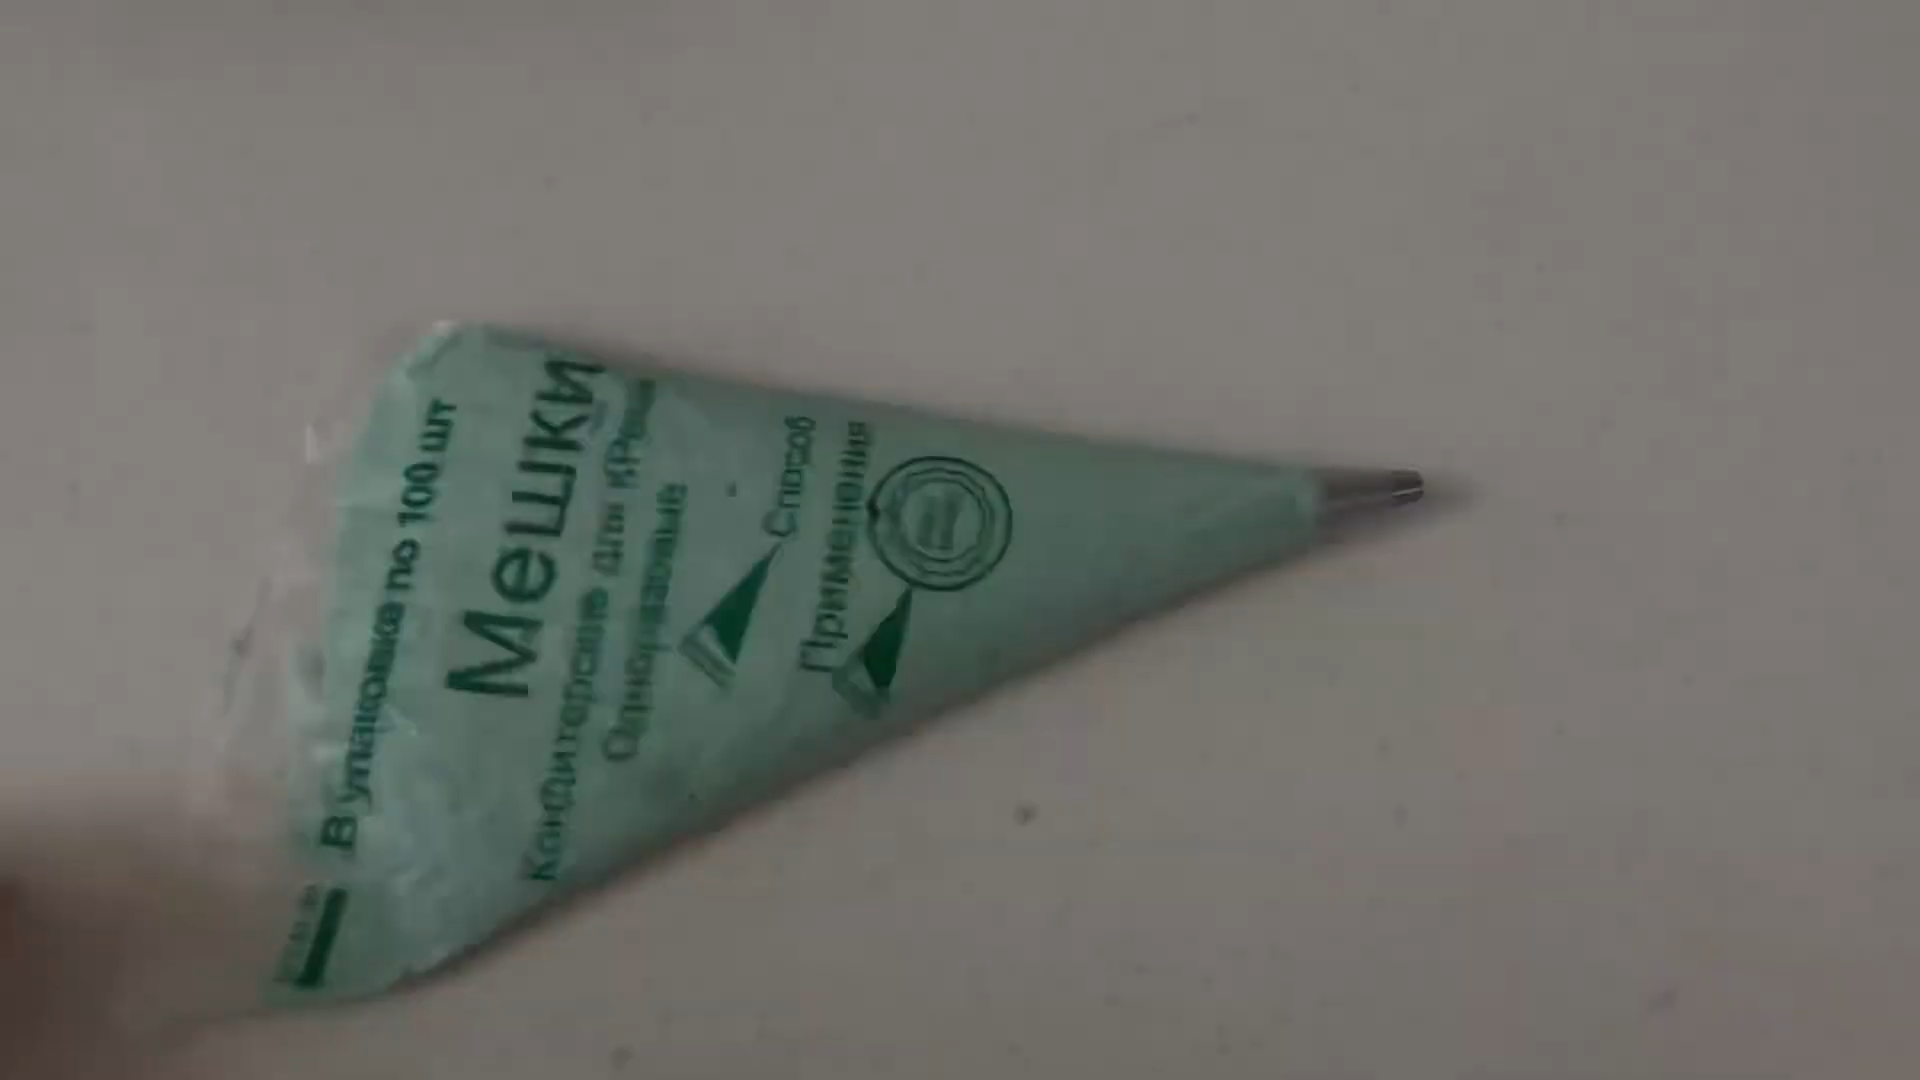 В упаковке по 100 шт
Мешки
Кондитерские для крема
Одноразовые
Способ
Применения